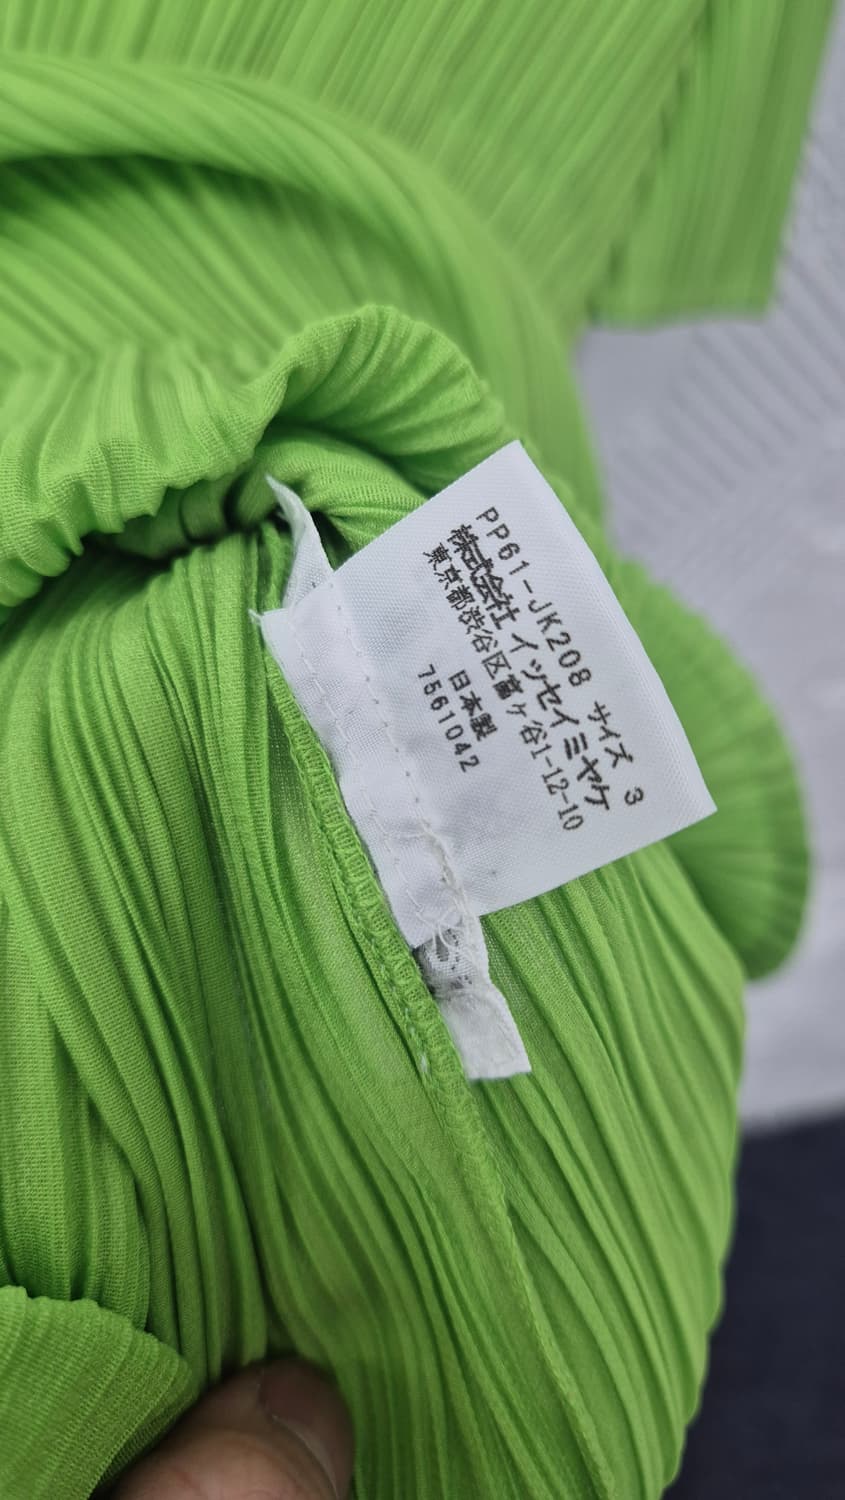 PP61-JK208 サイズ 3
株式会社 イッセイミヤケ
東京都渋谷区富ヶ谷1-12-10
日本製
7561042